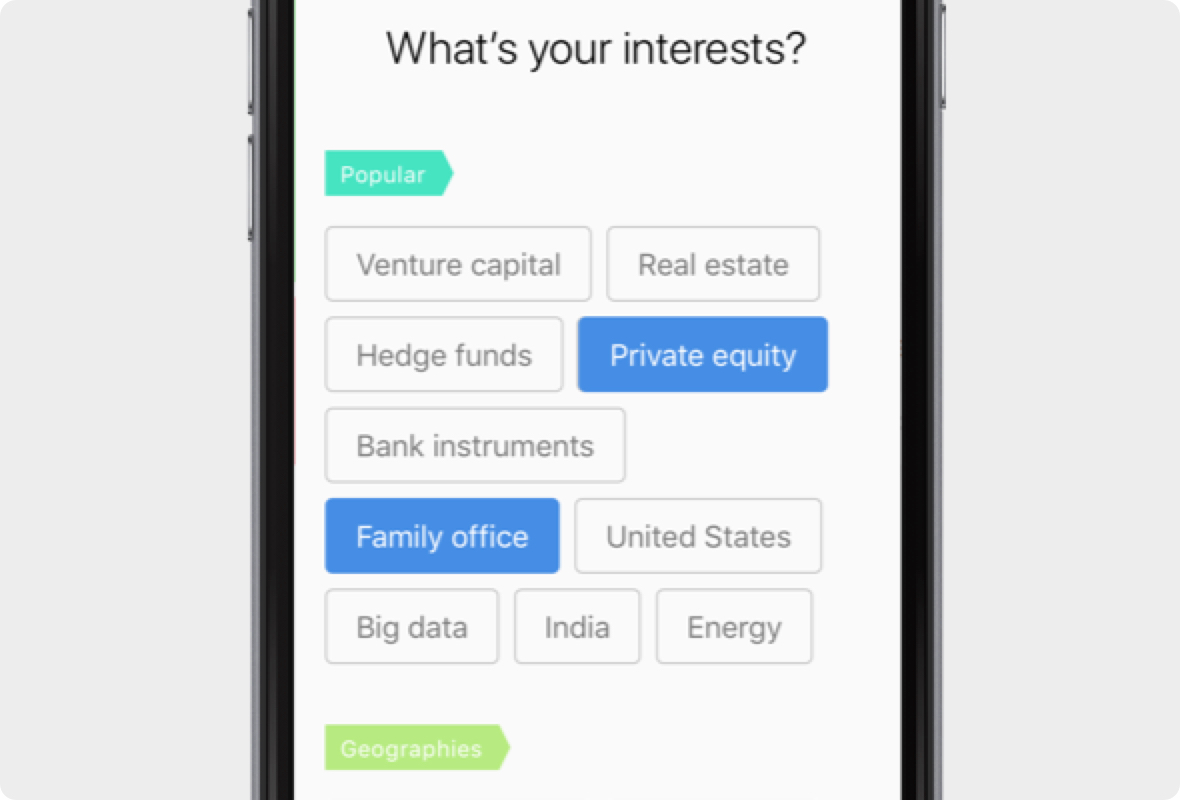 What’s your interests?
Popular
Venture capital
Real estate
Hedge funds
Private equity
Bank instruments
Family office
United States
Big data
India
Energy
Geographies